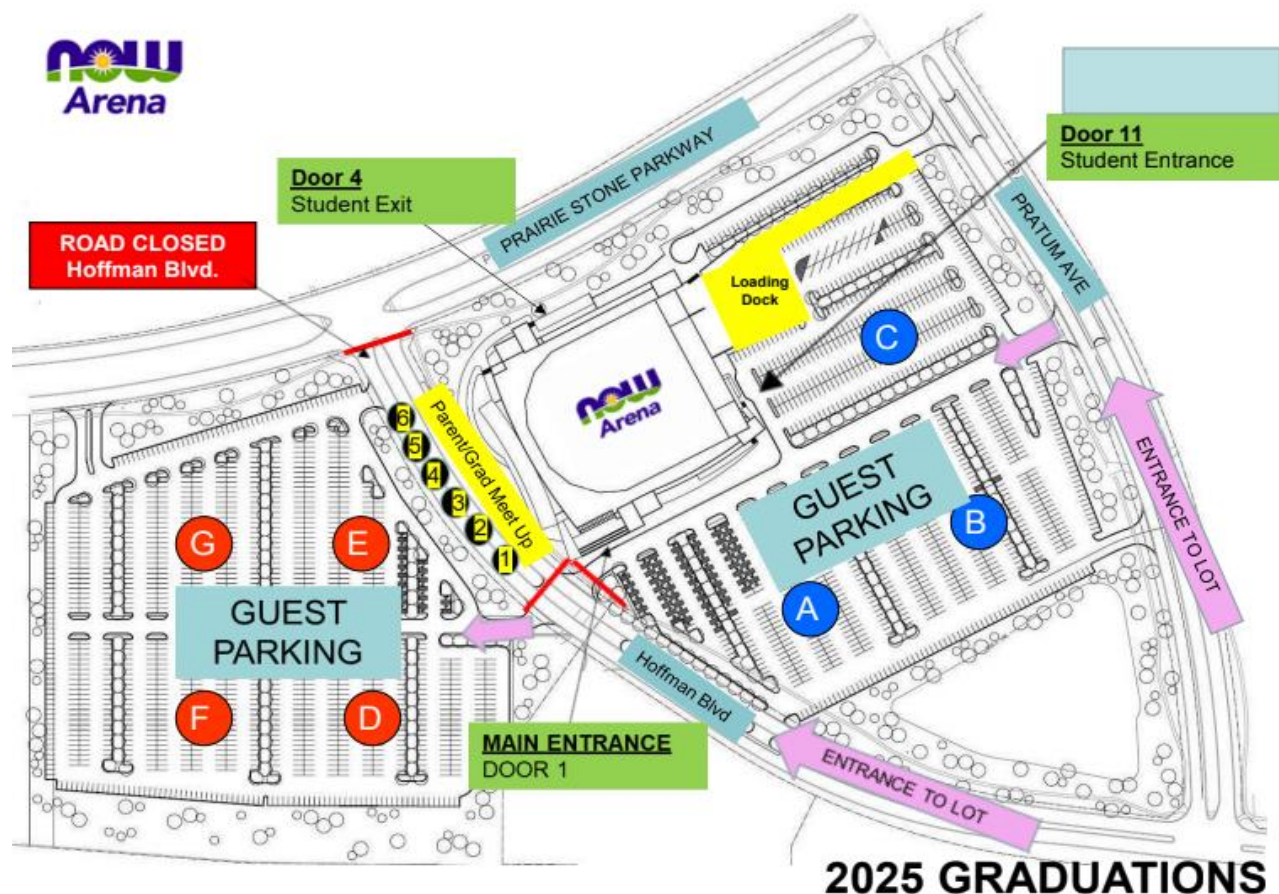 now
Arena
Door 4
Student Exit
PRAIRIE STONE PARKWAY
Door 11
Student Entrance
ROAD CLOSED
Hoffman Blvd.
PRATUM AVE
Loading
Dock
C
now
Arena
6
5
4
3
2
1
Parent/Grad Meet Up
GUEST
PARKING
B
A
ENTRANCE TO LOT
G
E
GUEST
PARKING
F
D
Hoffman Blvd
MAIN ENTRANCE
DOOR 1
ENTRANCE TO LOT
2025 GRADUATIONS